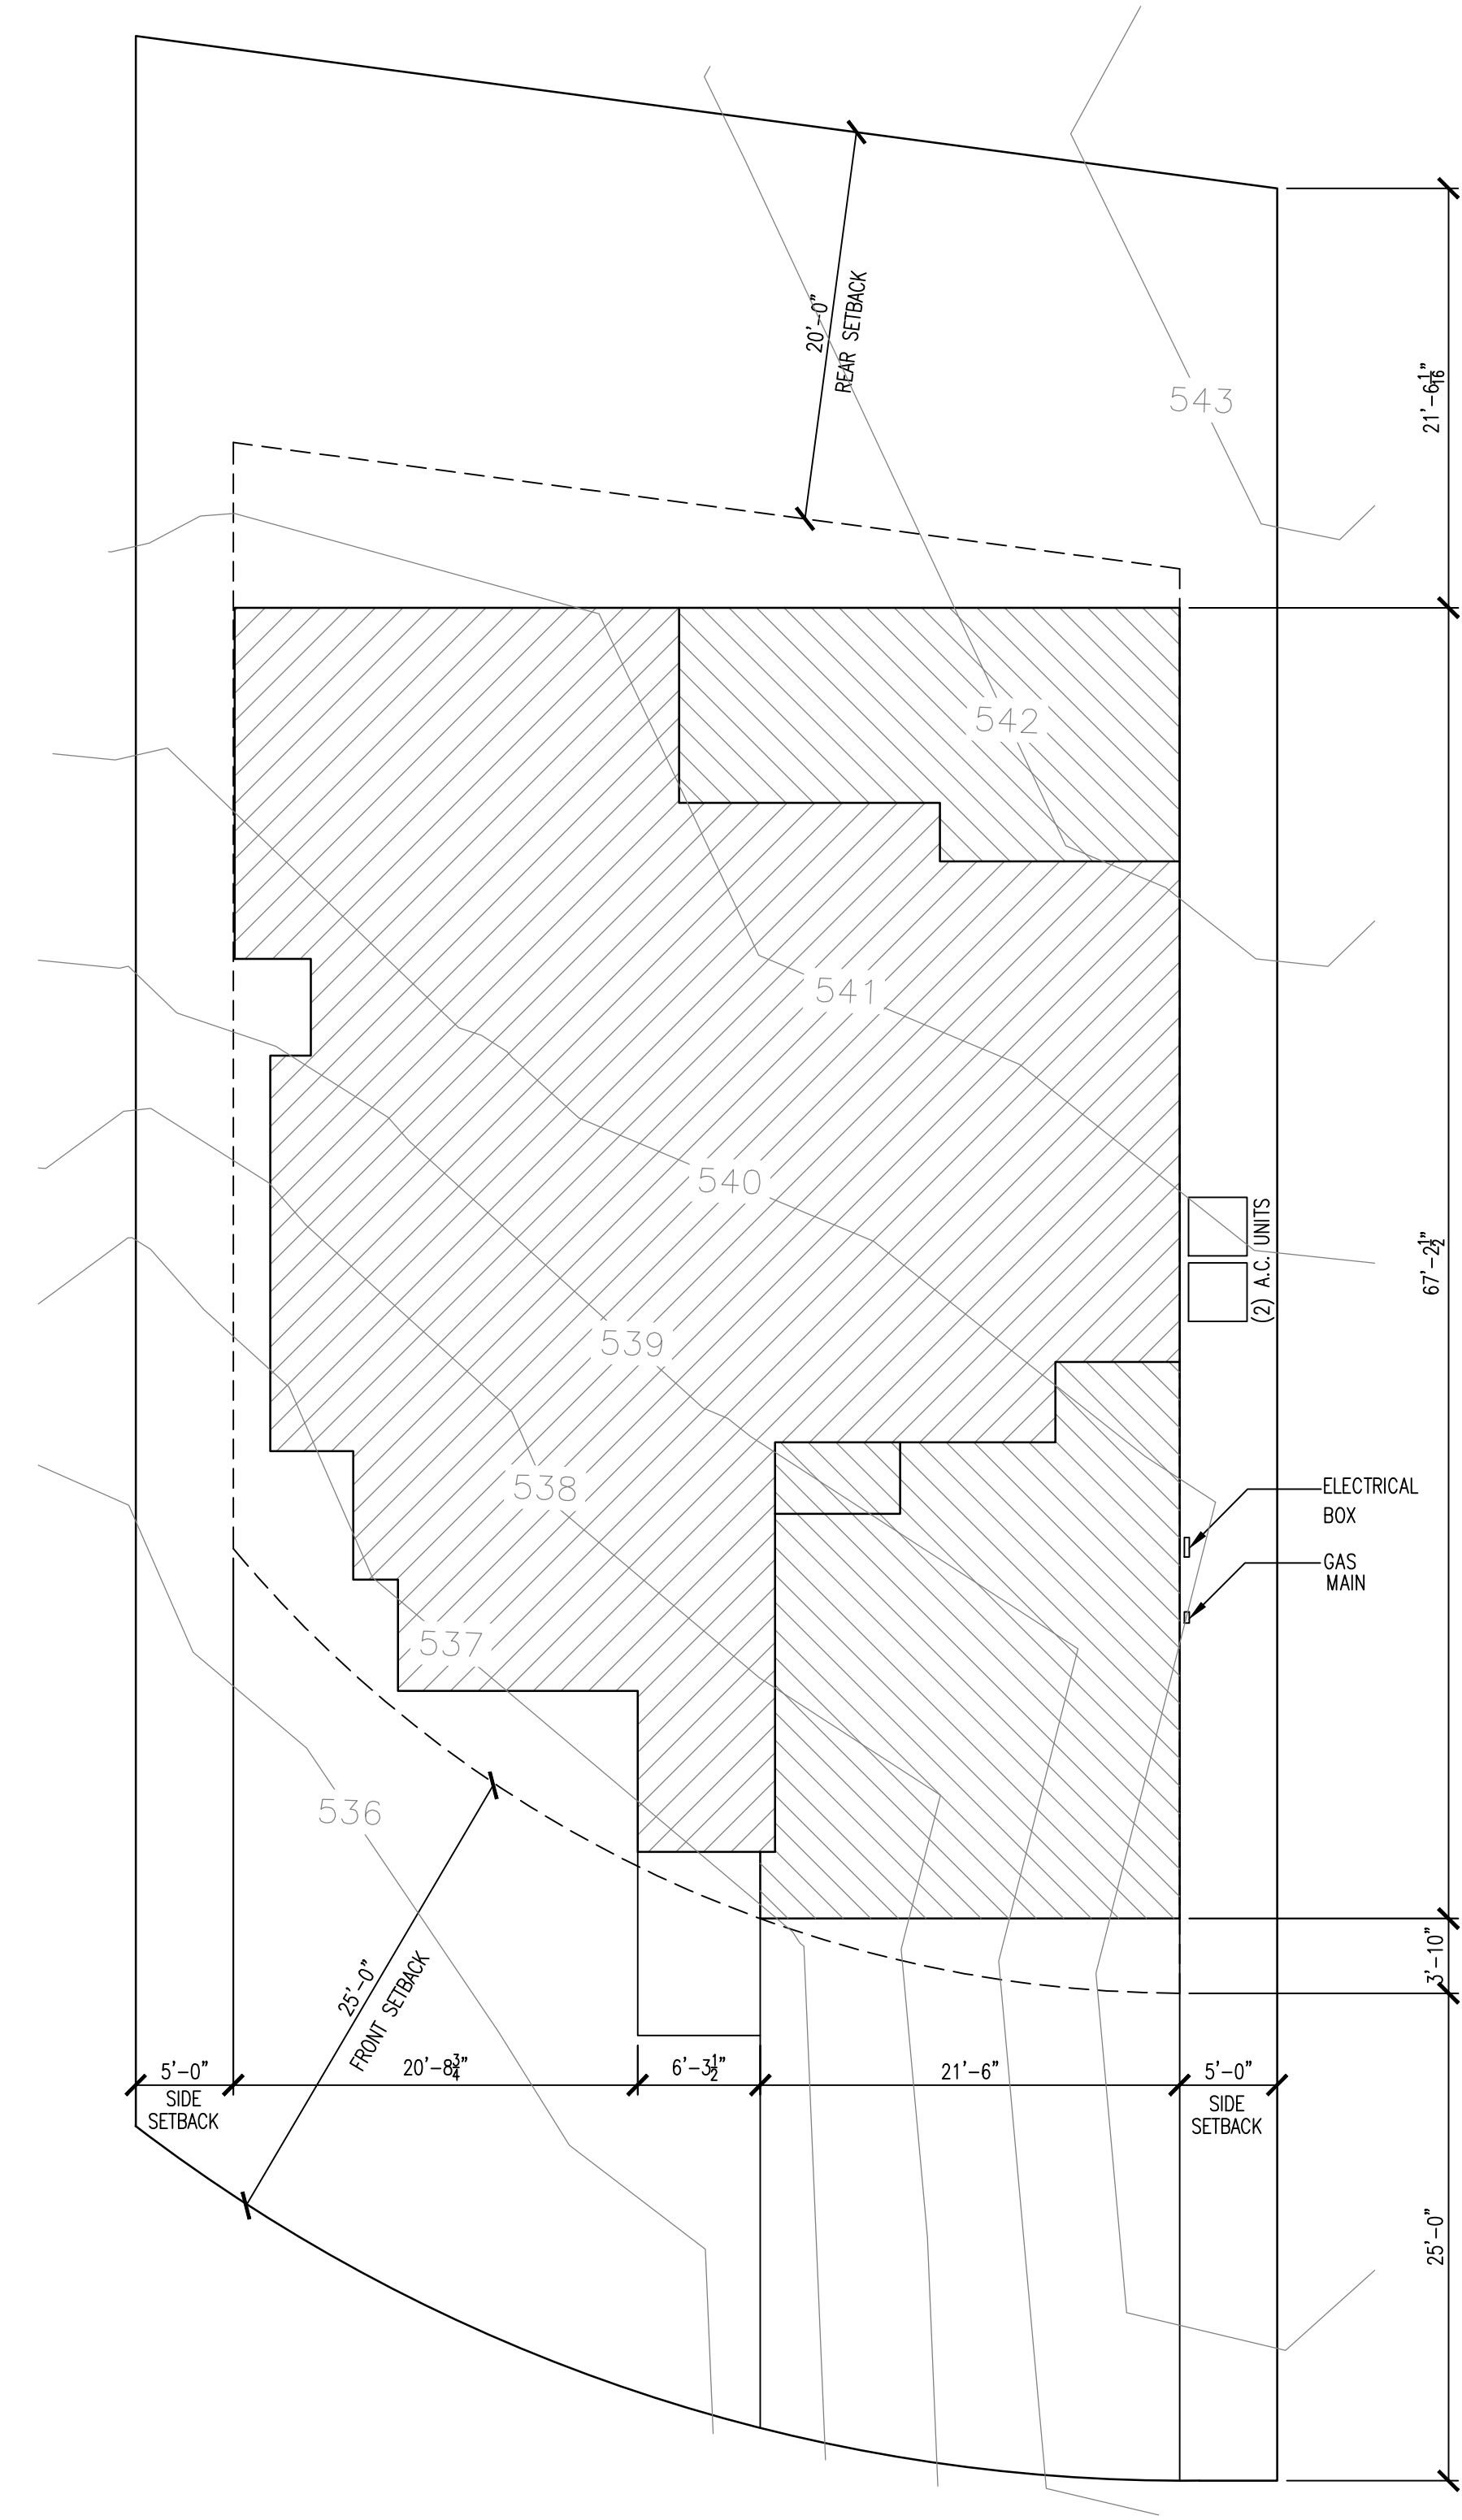 20'-0"
REAR SETBACK
543
21'-6 1/16"
542
541
540
(2) A.C. UNITS
67'-2 1/2"
539
538
ELECTRICAL
BOX
GAS
MAIN
537
536
25'-0"
FRONT SETBACK
3'-10"
5'-0"
SIDE
SETBACK
20'-8 3/4"
6'-3 1/2"
21'-6"
5'-0"
SIDE
SETBACK
25'-0"